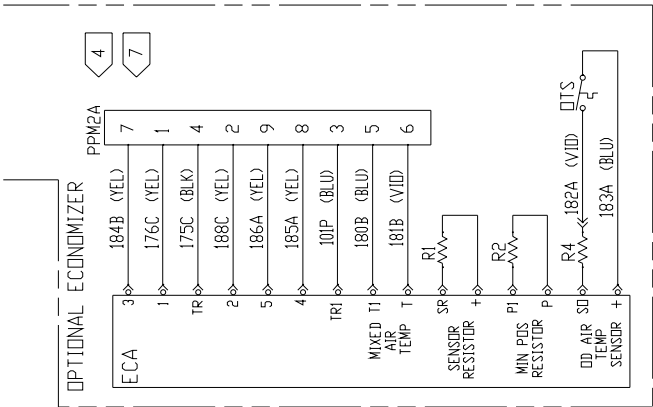 4
7
PPM2A
7
1
4
2
9
8
3
5
6
OPTIONAL ECONOMIZER
184B (YEL)
176C (YEL)
175C (BLK)
188C (YEL)
186A (YEL)
185A (YEL)
101P (BLU)
180B (BLU)
181B (VIO)
R1
R2
R4
OTS
182A (VIO)
183A (BLU)
ECA
3
1
TR
2
5
4
TR1
T1
T
SR
+
P1
P
SO
+
MIXED
AIR
TEMP
SENSOR
RESISTOR
MIN POS
RESISTOR
OD AIR
TEMP
SENSOR